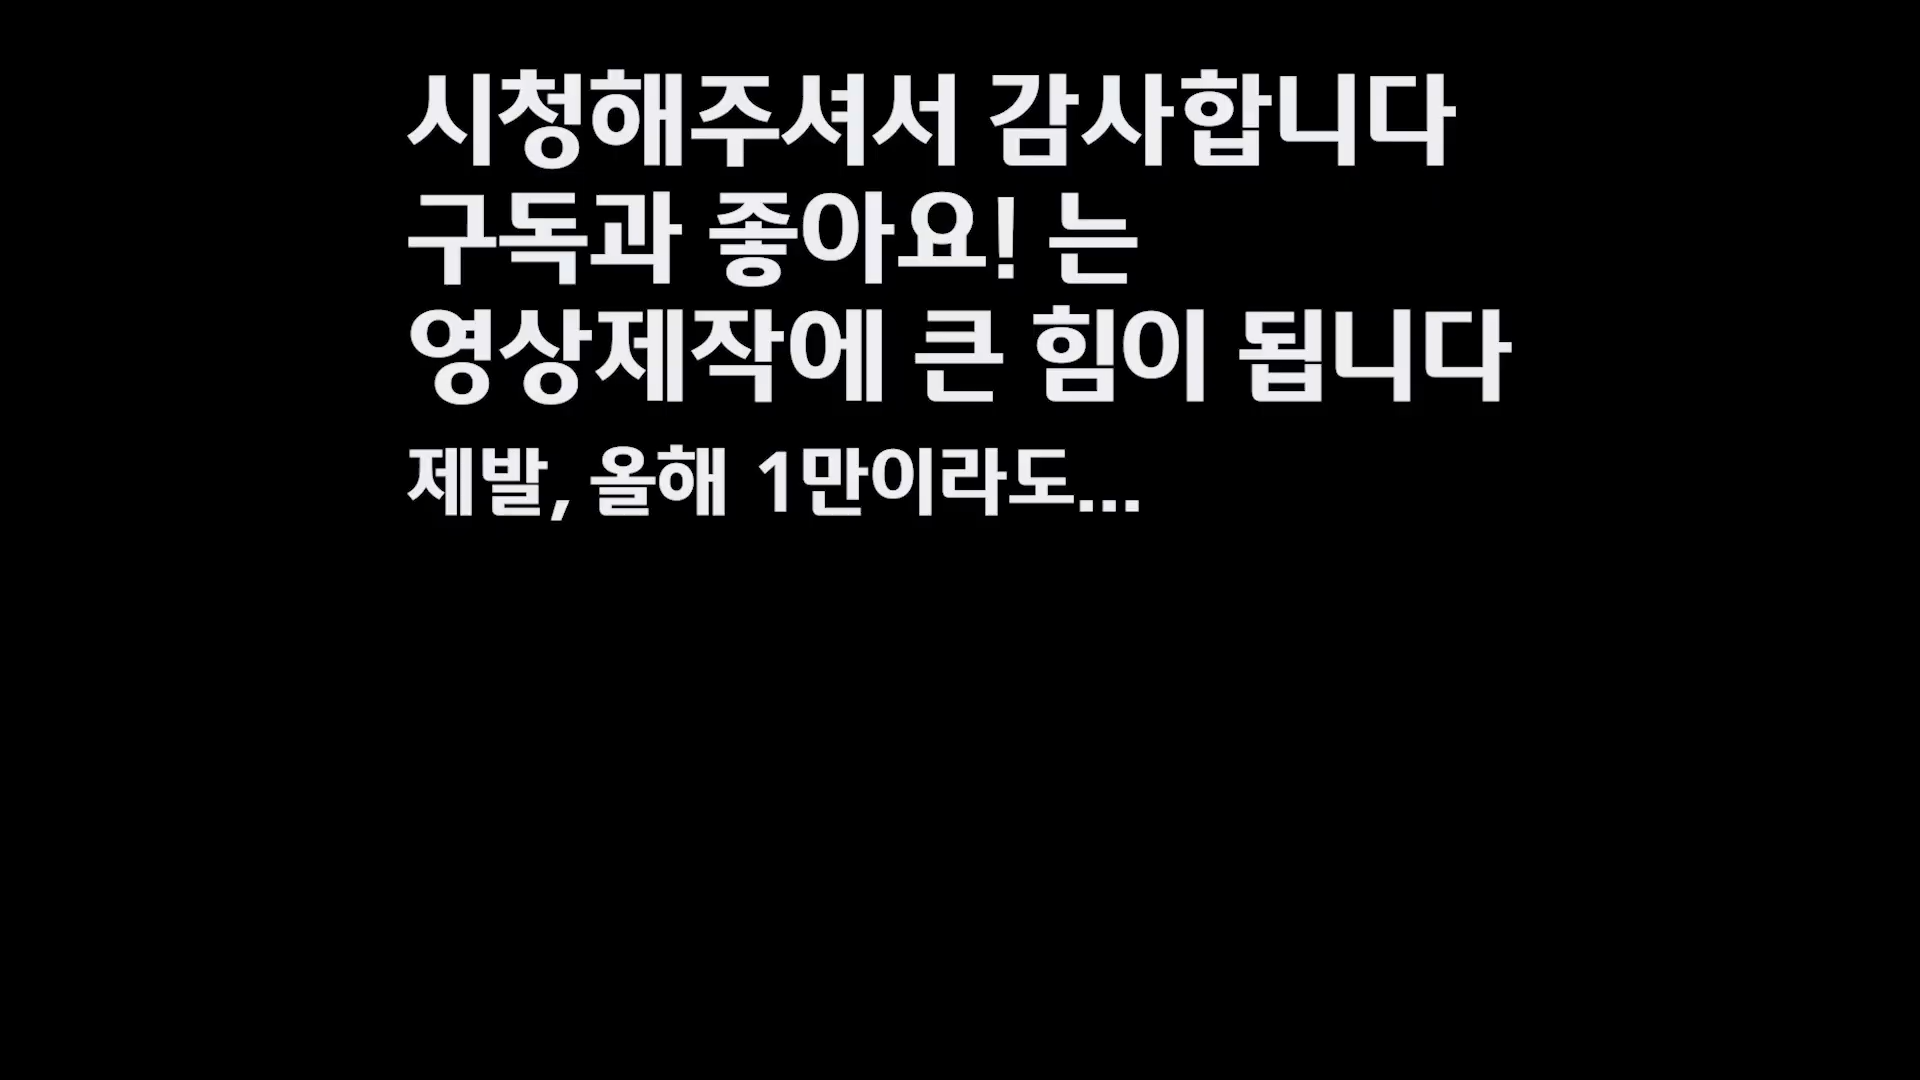 시청해주셔서 감사합니다
구독과 좋아요! 는
영상제작에 큰 힘이 됩니다
제발, 올해 1만이라도...